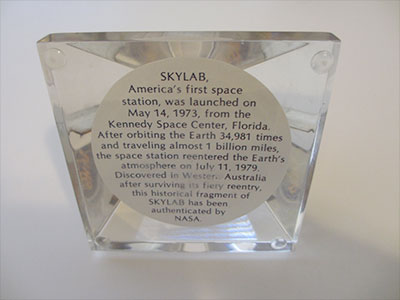 SKYLAB,
America's first space
station, was launched on
May 14, 1973, from the
Kennedy Space Center, Florida.
After orbiting the Earth 34,981 times
and traveling almost 1 billion miles,
the space station reentered the Earth's
atmosphere on July 11, 1979.
Discovered in Western Australia
after surviving its fiery reentry,
this historical fragment of
SKYLAB has been
authenticated by
NASA.